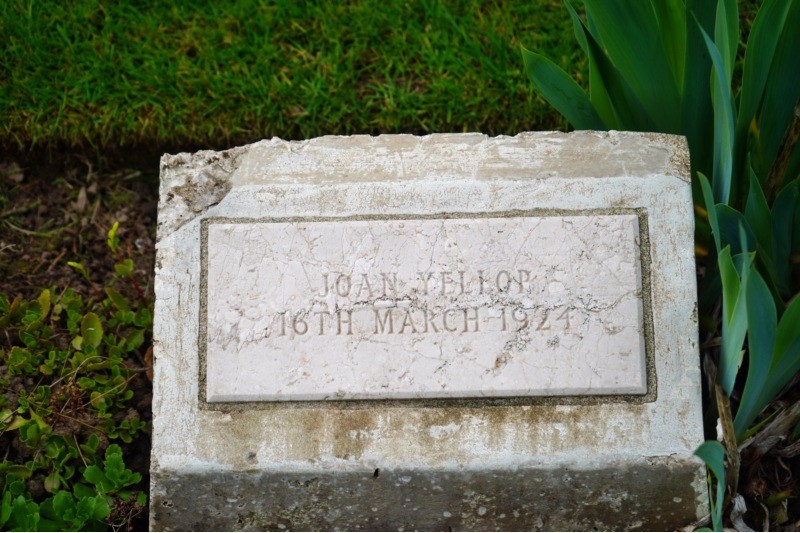 JOAN YELLOP
16TH MARCH 1924